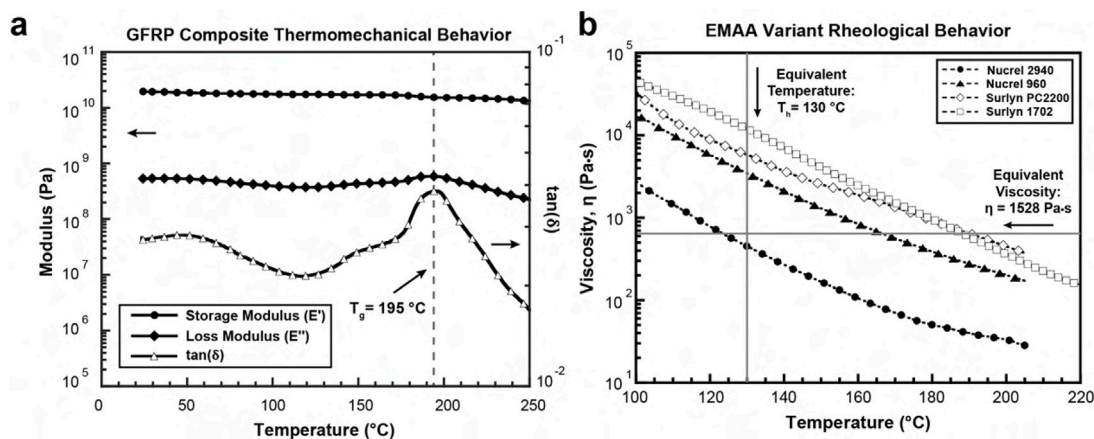 a
GFRP Composite Thermomechanical Behavior
Modulus (Pa)
10^11
10^10
10^9
10^8
10^7
10^6
10^5
10^-1
10^-2
tan(δ)
T_g = 195 °C
Storage Modulus (E')
Loss Modulus (E'')
tan(δ)
0 50 100 150 200 250
Temperature (°C)
b
EMAA Variant Rheological Behavior
Viscosity, η (Pa·s)
10^5
10^4
10^3
10^2
10^1
Equivalent
Temperature:
T_h = 130 °C
Nucrel 2940
Nucrel 960
Surlyn PC2200
Surlyn 1702
Equivalent
Viscosity:
η = 1528 Pa·s
100 120 140 160 180 200 220
Temperature (°C)